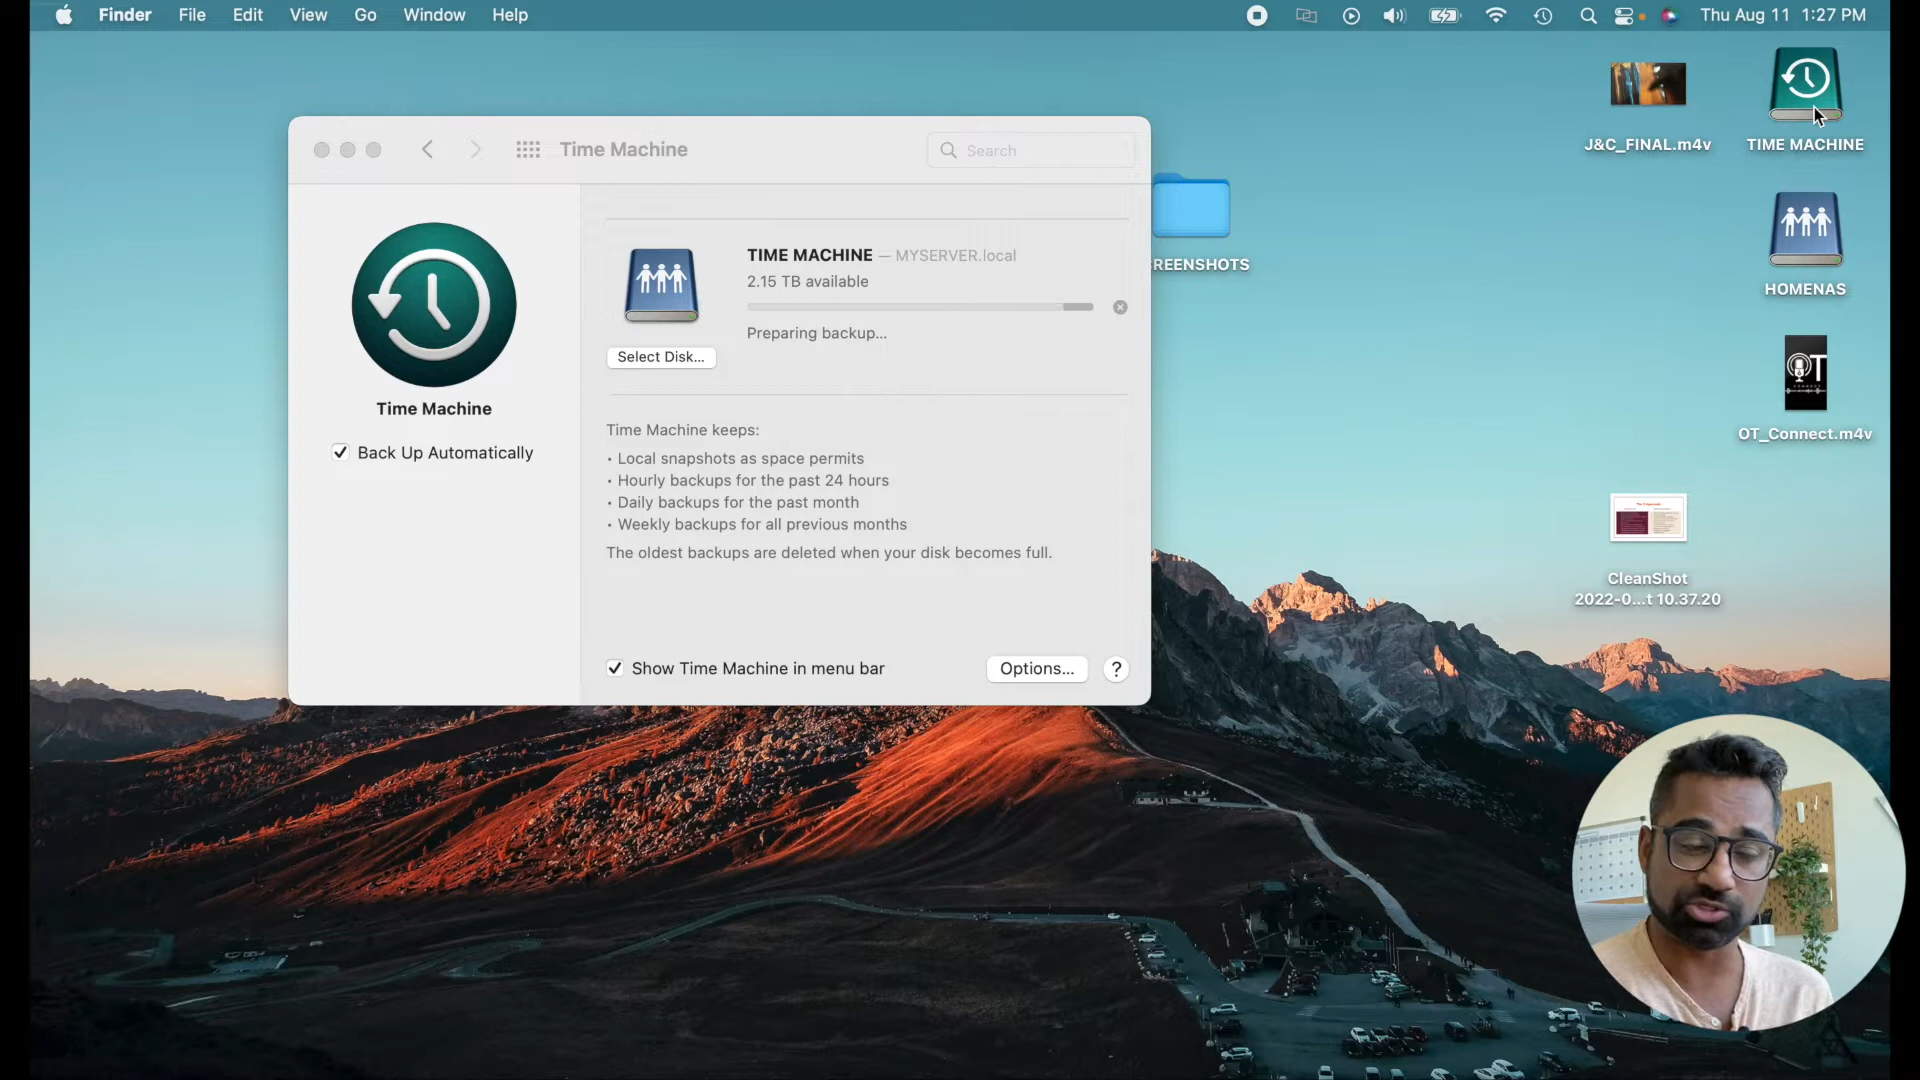 Finder File Edit View Go Window Help Thu Aug 11 1:27 PM
Time Machine
Search
TIME MACHINE — MYSERVER.local
2.15 TB available
Preparing backup...
Select Disk...
Time Machine
Back Up Automatically
Time Machine keeps:
• Local snapshots as space permits
• Hourly backups for the past 24 hours
• Daily backups for the past month
• Weekly backups for all previous months
The oldest backups are deleted when your disk becomes full.
Show Time Machine in menu bar
Options...
?
REENSHOTS
J&C_FINAL.m4v
TIME MACHINE
HOMENAS
OT
OT_Connect.m4v
CleanShot
2022-0...t 10.37.20